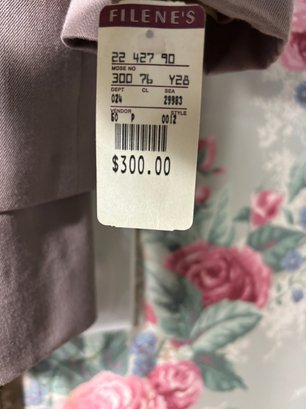 FILENE'S
22 427 90
MDSE NO
300 76 Y28
DEPT CL SEA
024 29983
VENDOR STYLE
60 P 0012
$300.00